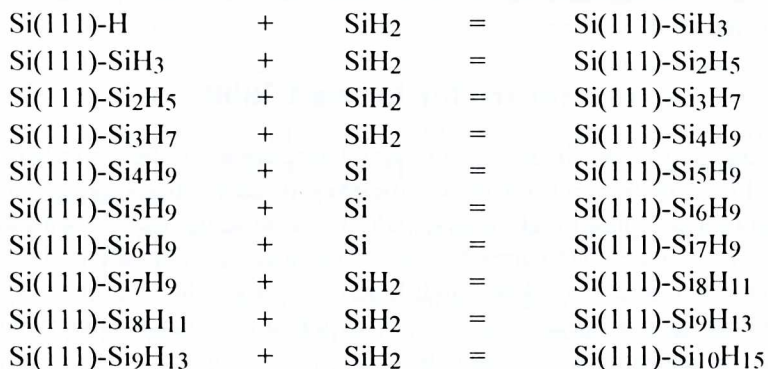 Si(111)-H + SiH2 = Si(111)-SiH3
Si(111)-SiH3 + SiH2 = Si(111)-Si2H5
Si(111)-Si2H5 + SiH2 = Si(111)-Si3H7
Si(111)-Si3H7 + SiH2 = Si(111)-Si4H9
Si(111)-Si4H9 + Si = Si(111)-Si5H9
Si(111)-Si5H9 + Si = Si(111)-Si6H9
Si(111)-Si6H9 + Si = Si(111)-Si7H9
Si(111)-Si7H9 + SiH2 = Si(111)-Si8H11
Si(111)-Si8H11 + SiH2 = Si(111)-Si9H13
Si(111)-Si9H13 + SiH2 = Si(111)-Si10H15